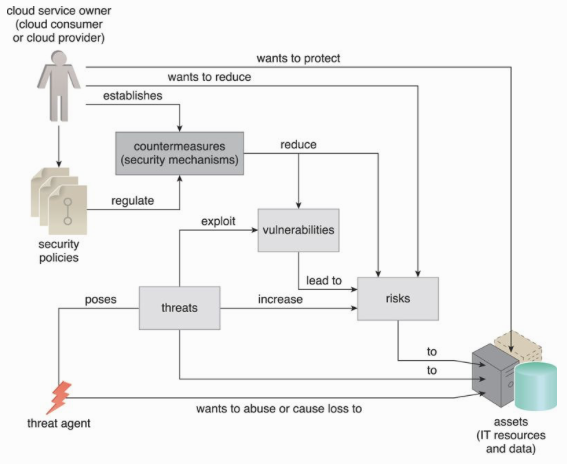 cloud service owner
(cloud consumer
or cloud provider)
wants to protect
wants to reduce
establishes
countermeasures
(security mechanisms)
reduce
regulate
security
policies
exploit
vulnerabilities
lead to
poses
threats
increase
risks
to
to
threat agent
wants to abuse or cause loss to
assets
(IT resources
and data)